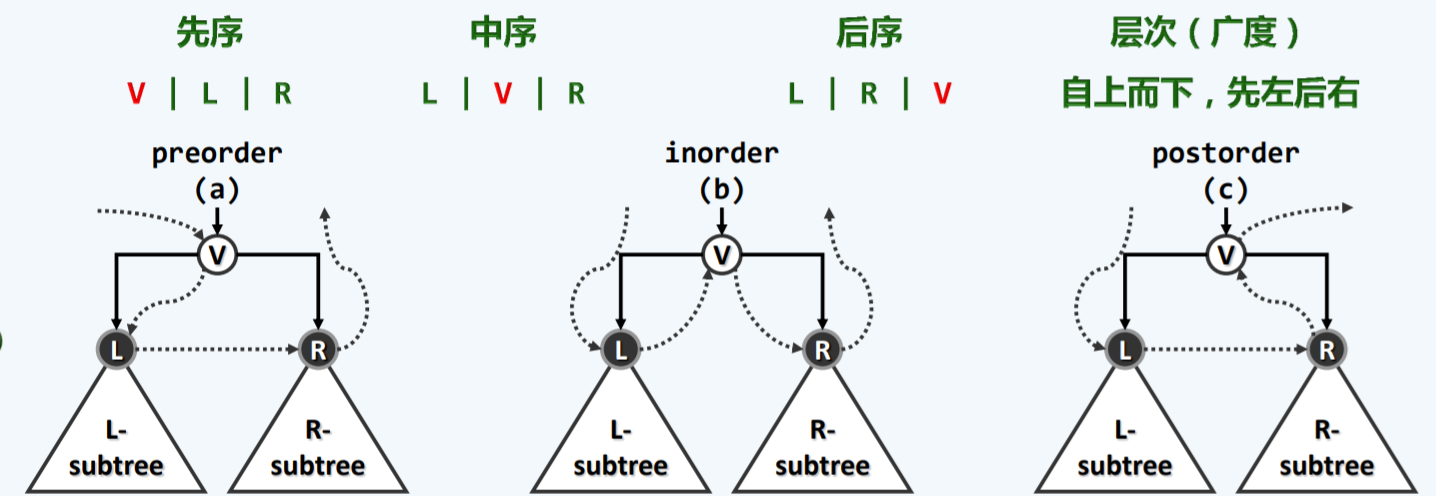 先序
中序
后序
层次（广度）
V | L | R
L | V | R
L | R | V
自上而下，先左后右
preorder
(a)
inorder
(b)
postorder
(c)
V
V
V
L
R
L
R
L
R
L-
subtree
R-
subtree
L-
subtree
R-
subtree
L-
subtree
R-
subtree